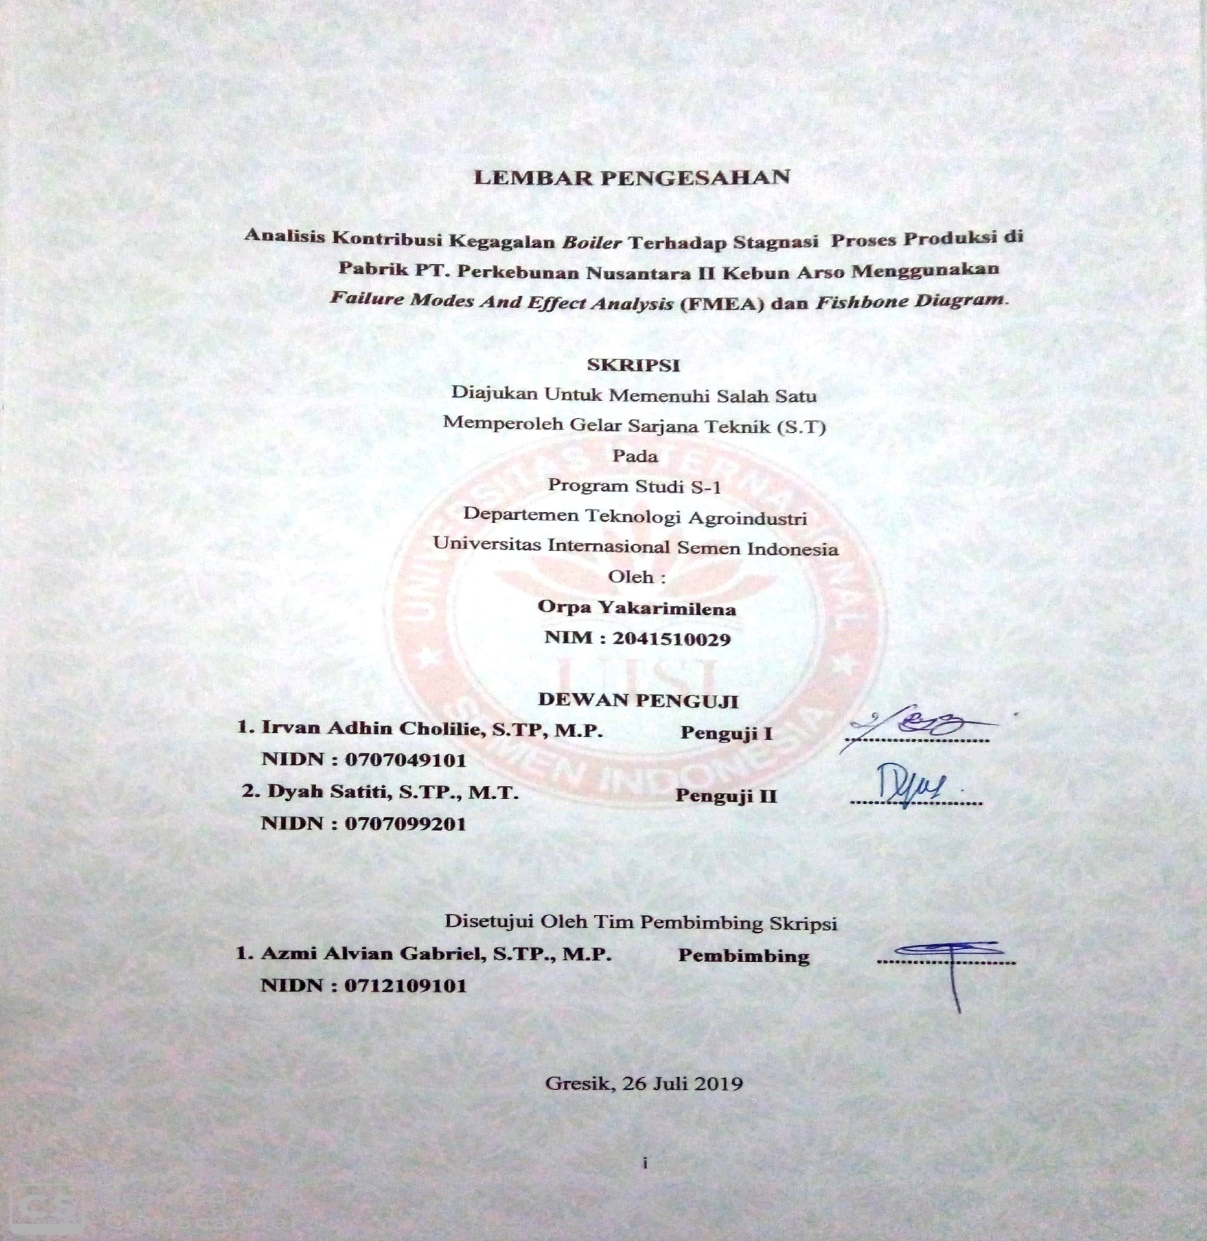 LEMBAR PENGESAHAN
Analisis Kontribusi Kegagalan Boiler Terhadap Stagnasi Proses Produksi di
Pabrik PT. Perkebunan Nusantara II Kebun Arso Menggunakan
Failure Modes And Effect Analysis (FMEA) dan Fishbone Diagram.
SKRIPSI
Diajukan Untuk Memenuhi Salah Satu
Memperoleh Gelar Sarjana Teknik (S.T)
Pada
Program Studi S-1
Departemen Teknologi Agroindustri
Universitas Internasional Semen Indonesia
Oleh :
Orpa Yakarimilena
NIM : 2041510029
UISI
DEWAN PENGUJI
1. Irvan Adhin Cholilie, S.TP, M.P. Penguji I ........................
NIDN : 0707049101
2. Dyah Satiti, S.TP., M.T. Penguji II ......................
NIDN : 0707099201
Disetujui Oleh Tim Pembimbing Skripsi
1. Azmi Alvian Gabriel, S.TP., M.P. Pembimbing .......................
NIDN : 0712109101
Gresik, 26 Juli 2019
i
CS